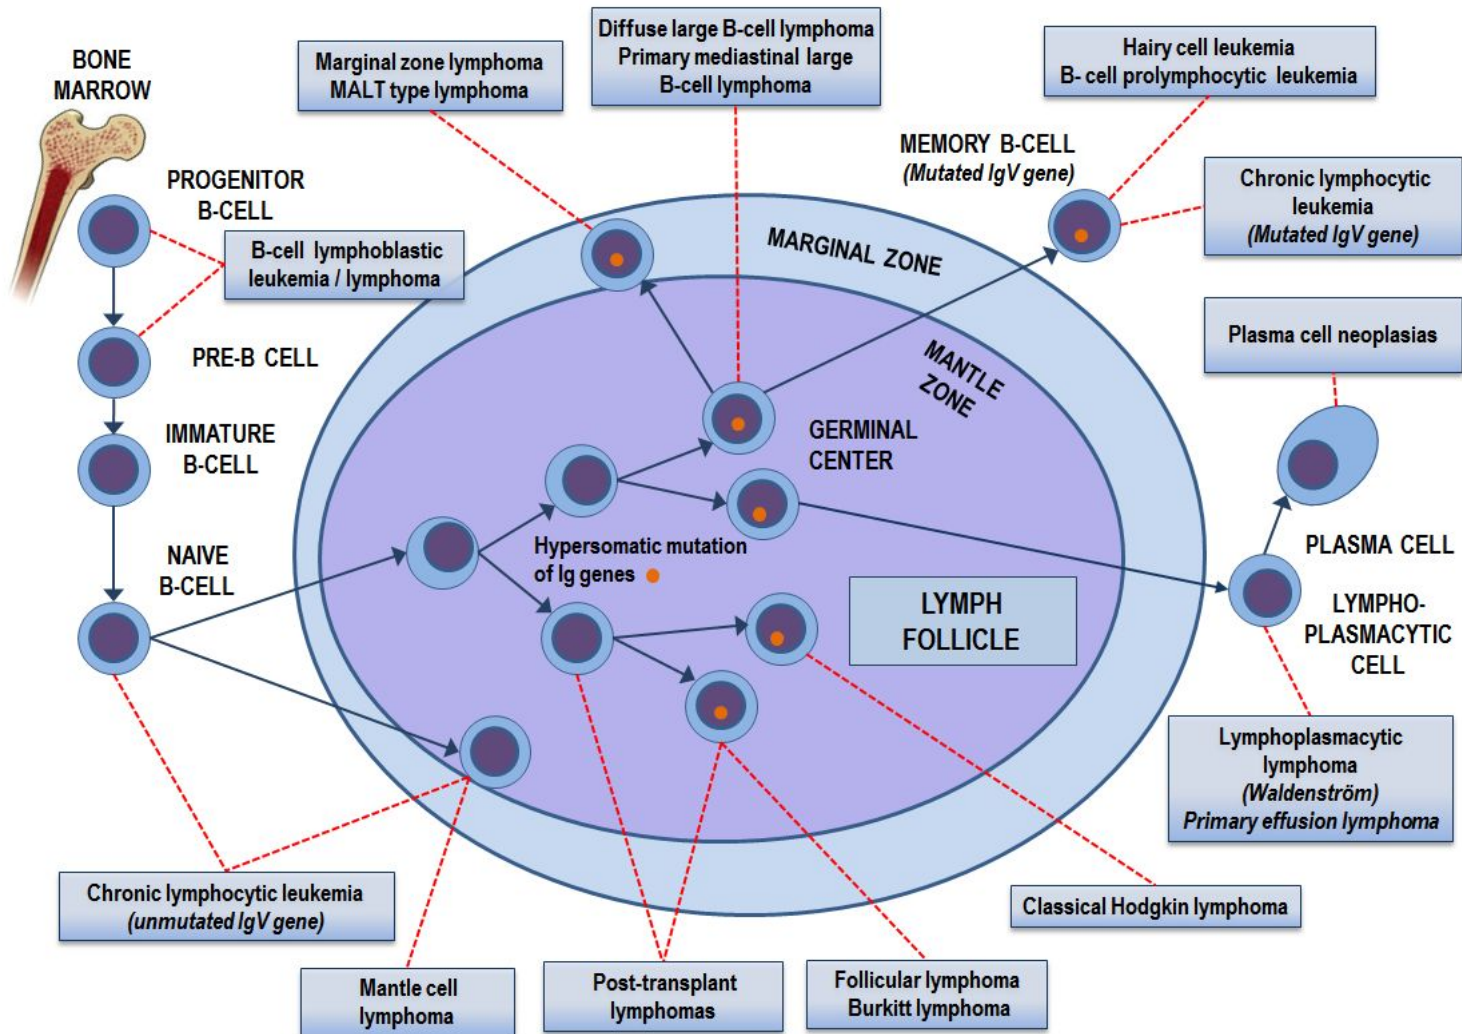 BONE
MARROW
Marginal zone lymphoma
MALT type lymphoma
Diffuse large B-cell lymphoma
Primary mediastinal large
B-cell lymphoma
Hairy cell leukemia
B- cell prolymphocytic leukemia
MEMORY B-CELL
(Mutated IgV gene)
Chronic lymphocytic
leukemia
(Mutated IgV gene)
PROGENITOR
B-CELL
B-cell lymphoblastic
leukemia / lymphoma
MARGINAL ZONE
Plasma cell neoplasias
PRE-B CELL
MANTLE
ZONE
IMMATURE
B-CELL
GERMINAL
CENTER
NAIVE
B-CELL
Hypersomatic mutation
of Ig genes
PLASMA CELL
LYMPH
FOLLICLE
LYMPHO-
PLASMACYTIC
CELL
Lymphoplasmacytic
lymphoma
(Waldenström)
Primary effusion lymphoma
Chronic lymphocytic leukemia
(unmutated IgV gene)
Classical Hodgkin lymphoma
Mantle cell
lymphoma
Post-transplant
lymphomas
Follicular lymphoma
Burkitt lymphoma